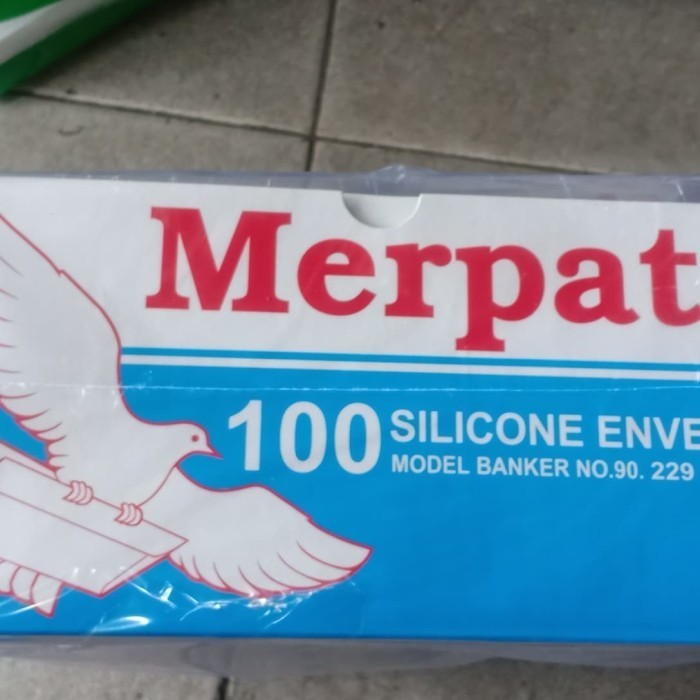 Merpat
100 SILICONE ENVE
MODEL BANKER NO.90. 229